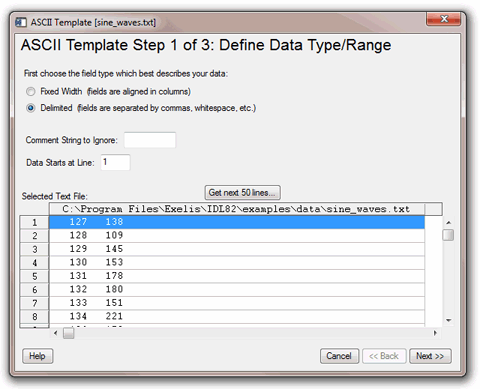 ASCII Template [sine_waves.txt]
ASCII Template Step 1 of 3: Define Data Type/Range
First choose the field type which best describes your data:
Fixed Width (fields are aligned in columns)
Delimited (fields are separated by commas, whitespace, etc.)
Comment String to Ignore:
Data Starts at Line: 1
Get next 50 lines...
Selected Text File:
C:\Program Files\Exelis\IDL82\examples\data\sine_waves.txt
1 127 138
2 128 109
3 129 145
4 130 153
5 131 178
6 132 180
7 133 151
8 134 221
Help Cancel << Back Next >>